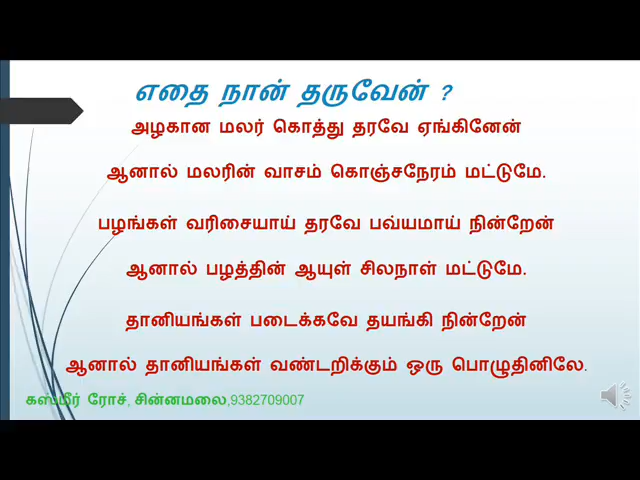 எதை நான் தருவேன் ?
அழகான மலர் கொத்து தரவே ஏங்கினேன்
ஆனால் மலரின் வாசம் கொஞ்சநேரம் மட்டுமே.
பழங்கள் வரிசையாய் தரவே பவ்யமாய் நின்றேன்
ஆனால் பழத்தின் ஆயுள் சிலநாள் மட்டுமே.
தானியங்கள் படைக்கவே தயங்கி நின்றேன்
ஆனால் தானியங்கள் வண்டறிக்கும் ஒரு பொழுதினிலே.
கஸ்மீர் ரோச், சின்னமலை,9382709007